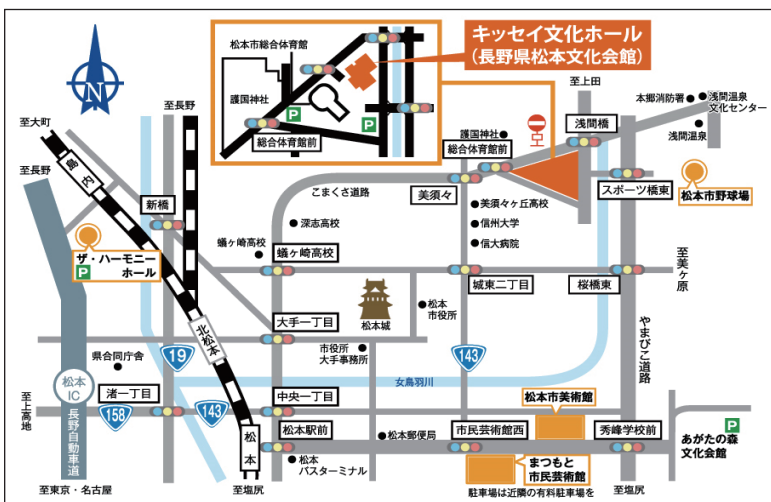 キッセイ文化ホール
(長野県松本文化会館)
松本市総合体育館
護国神社
P
P
総合体育館前
至大町
至長野
至長野
島内
新橋
ザ・ハーモニー
ホール
P
こまくさ道路
深志高校
蟻ヶ崎高校
蟻ヶ崎高校
護国神社
総合体育館前
美須々
美須々ヶ丘高校
信州大学
信大病院
至上田
浅間橋
本郷消防署
浅間温泉
文化センター
浅間温泉
スポーツ橋東
松本市野球場
城東二丁目
桜橋東
至美ヶ原
松本城
松本
市役所
大手一丁目
市役所
大手事務所
北松本
19
143
やまびこ道路
県合同庁舎
松本
IC
女鳥羽川
渚一丁目
158
143
中央一丁目
至上高地
長野自動車道
松本
松本駅前
松本郵便局
市民芸術館西
松本市美術館
秀峰学校前
P
あがたの森
文化会館
松本
バスターミナル
まつもと
市民芸術館
至東京・名古屋
至塩尻
駐車場は近隣の有料駐車場を
至塩尻